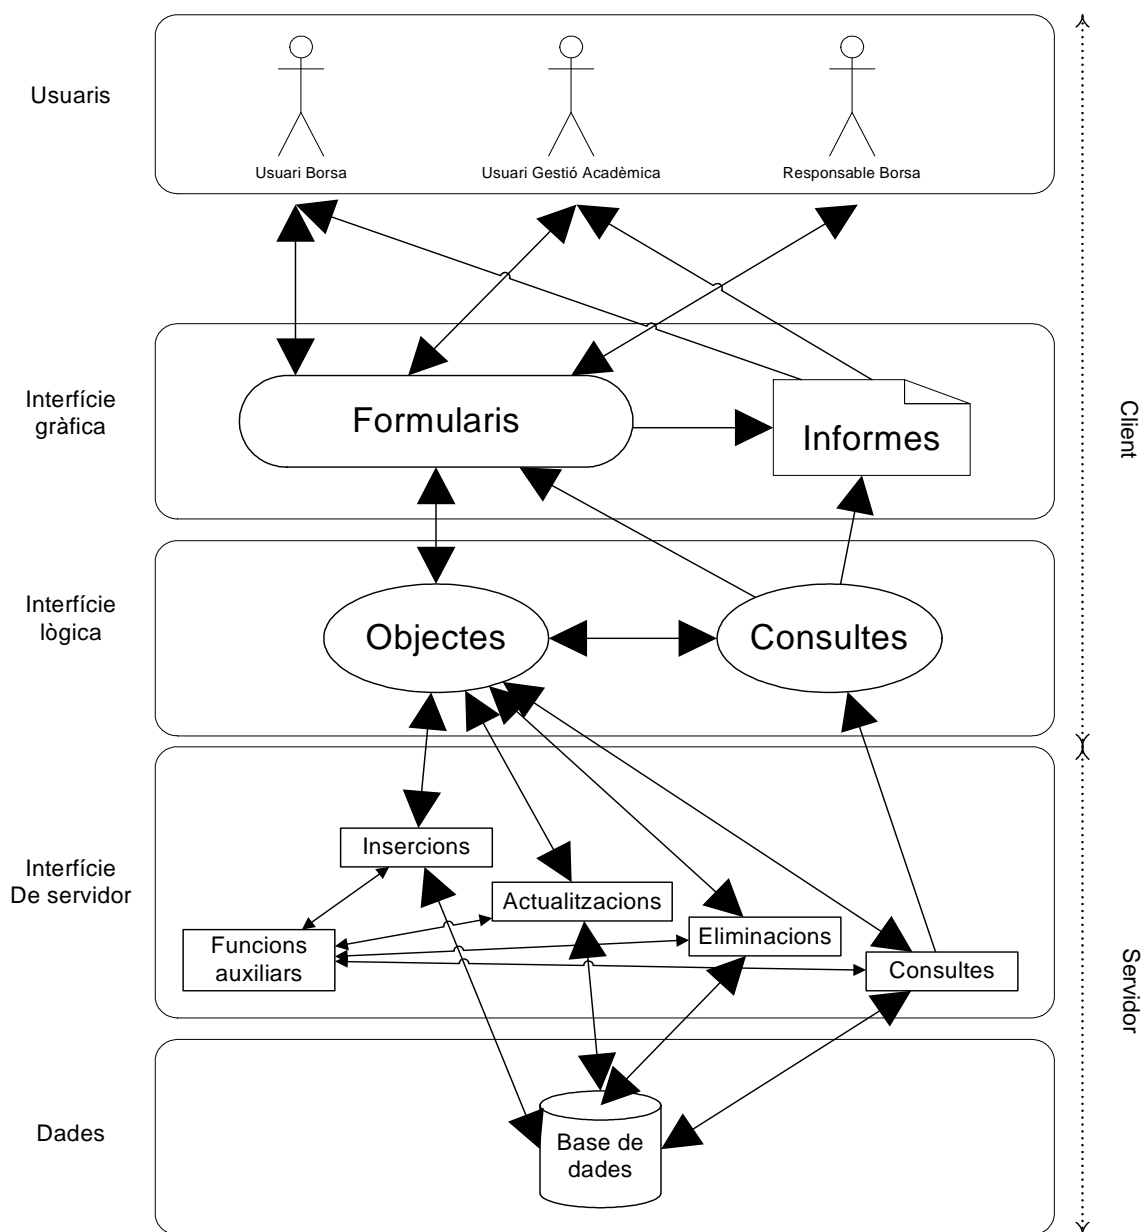 Usuaris
Usuari Borsa
Usuari Gestió Acadèmica
Responsable Borsa
Interfície
gràfica
Formularis
Informes
Client
Interfície
lògica
Objectes
Consultes
Interfície
De servidor
Insercions
Actualitzacions
Eliminacions
Funcions
auxiliars
Consultes
Servidor
Dades
Base de
dades